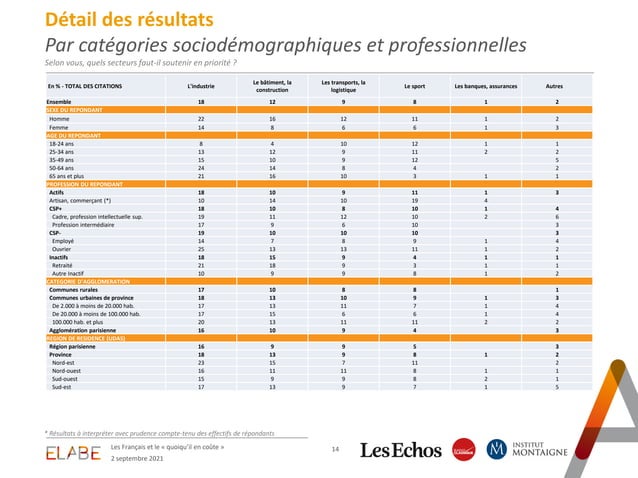 Détail des résultats
Par catégories sociodémographiques et professionnelles
Selon vous, quels secteurs faut-il soutenir en priorité ?
En % - TOTAL DES CITATIONS L'industrie Le bâtiment, la construction Les transports, la logistique Le sport Les banques, assurances Autres
Ensemble 18 12 9 8 1 2
SEXE DU REPONDANT
Homme 22 16 12 11 1 2
Femme 14 8 6 6 1 3
AGE DU REPONDANT
18-24 ans 8 4 10 12 1 1
25-34 ans 13 12 9 11 2 2
35-49 ans 15 10 9 12 5
50-64 ans 24 14 8 4 2
65 ans et plus 21 16 10 3 1 1
PROFESSION DU REPONDANT
Actifs 18 10 9 11 1 3
Artisan, commerçant (*) 10 14 10 19 4
CSP+ 18 10 8 10 1 4
Cadre, profession intellectuelle sup. 19 11 12 10 2 6
Profession intermédiaire 17 9 6 10 3
CSP- 19 10 10 10 3
Employé 14 7 8 9 1 4
Ouvrier 25 13 13 11 1 2
Inactifs 18 15 9 4 1 1
Retraité 21 18 9 3 1 1
Autre Inactif 10 9 9 8 1 2
CATEGORIE D'AGGLOMERATION
Communes rurales 17 10 8 8 1
Communes urbaines de province 18 13 10 9 1 3
De 2.000 à moins de 20.000 hab. 17 13 11 7 1 4
De 20.000 à moins de 100.000 hab. 17 15 6 6 1 4
100.000 hab. et plus 20 13 11 11 2 2
Agglomération parisienne 16 10 9 4 3
REGION DE RESIDENCE (UDA5)
Région parisienne 16 9 9 5 3
Province 18 13 9 8 1 2
Nord-est 23 15 7 11 2
Nord-ouest 16 11 11 8 1 1
Sud-ouest 15 9 9 8 2 1
Sud-est 17 13 9 7 1 5
* Résultats à interpréter avec prudence compte-tenu des effectifs de répondants
ELABE
Les Français et le « quoiqu'il en coûte »
2 septembre 2021
14
Les Echos
RADIO CLASSIQUE
M
INSTITUT
MONTAIGNE